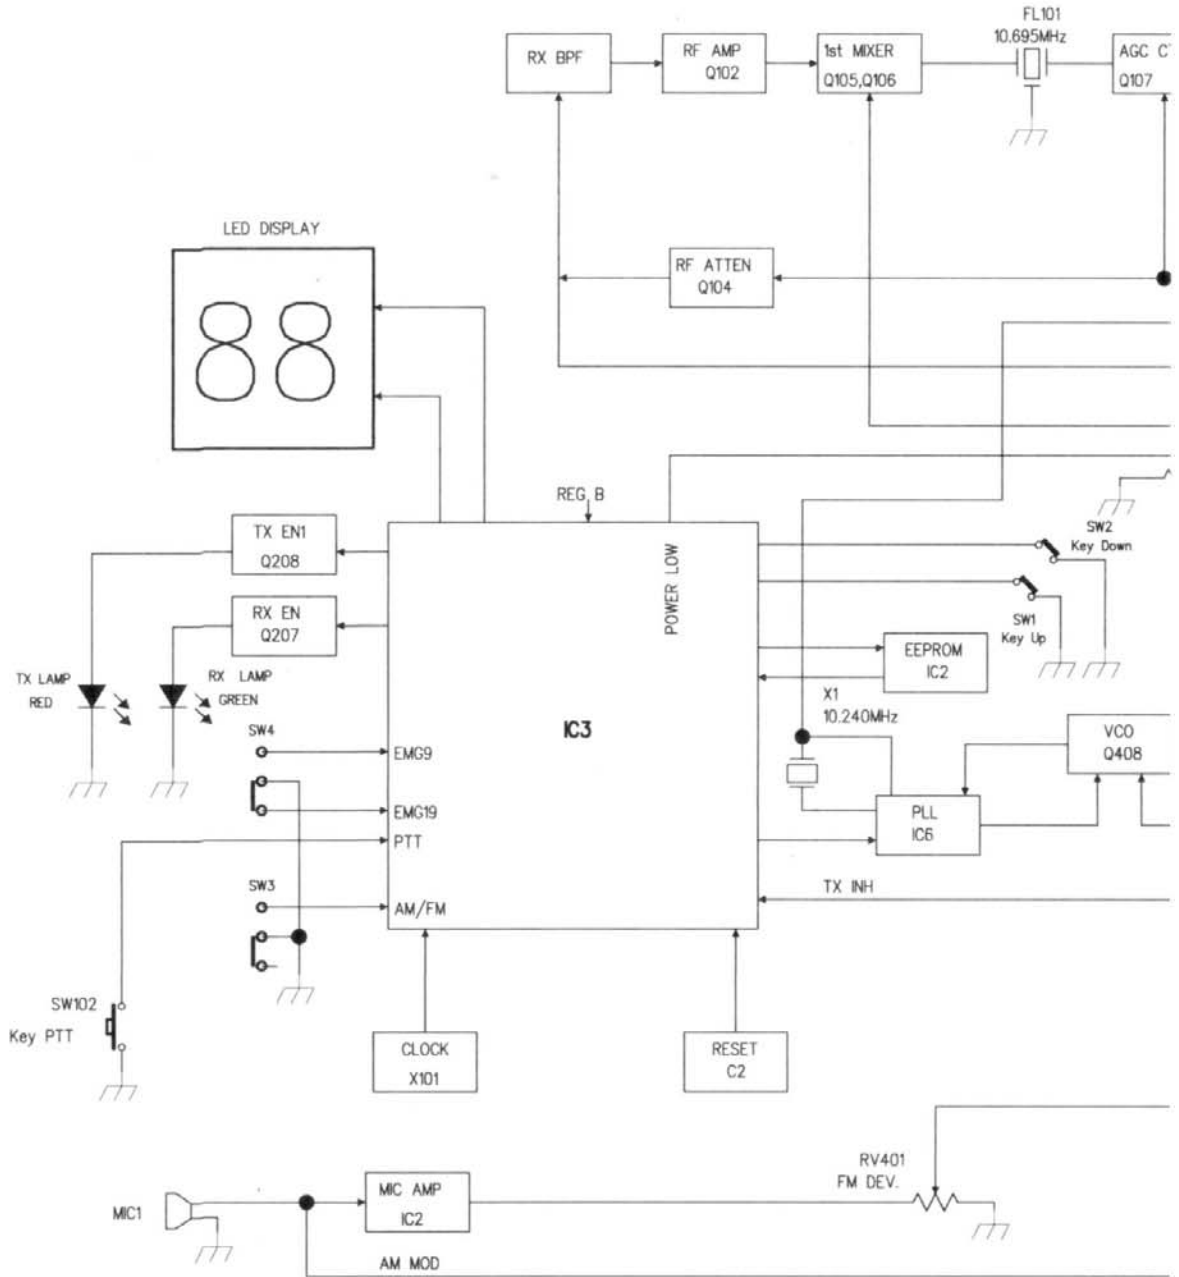 FL101
10.695MHz
RX BPF
RF AMP
Q102
1st MIXER
Q105,Q106
AGC C
Q107
LED DISPLAY
88
RF ATTEN
Q104
REG B
TX EN1
Q208
RX EN
Q207
POWER LOW
SW2
Key Down
SW1
Key Up
EEPROM
IC2
TX LAMP
RED
RX LAMP
GREEN
X1
10.240MHz
SW4
IC3
EMG9
EMG19
PTT
VCO
Q408
PLL
IC6
SW3
AM/FM
TX INH
SW102
Key PTT
CLOCK
X101
RESET
C2
RV401
FM DEV.
MIC1
MIC AMP
IC2
AM MOD